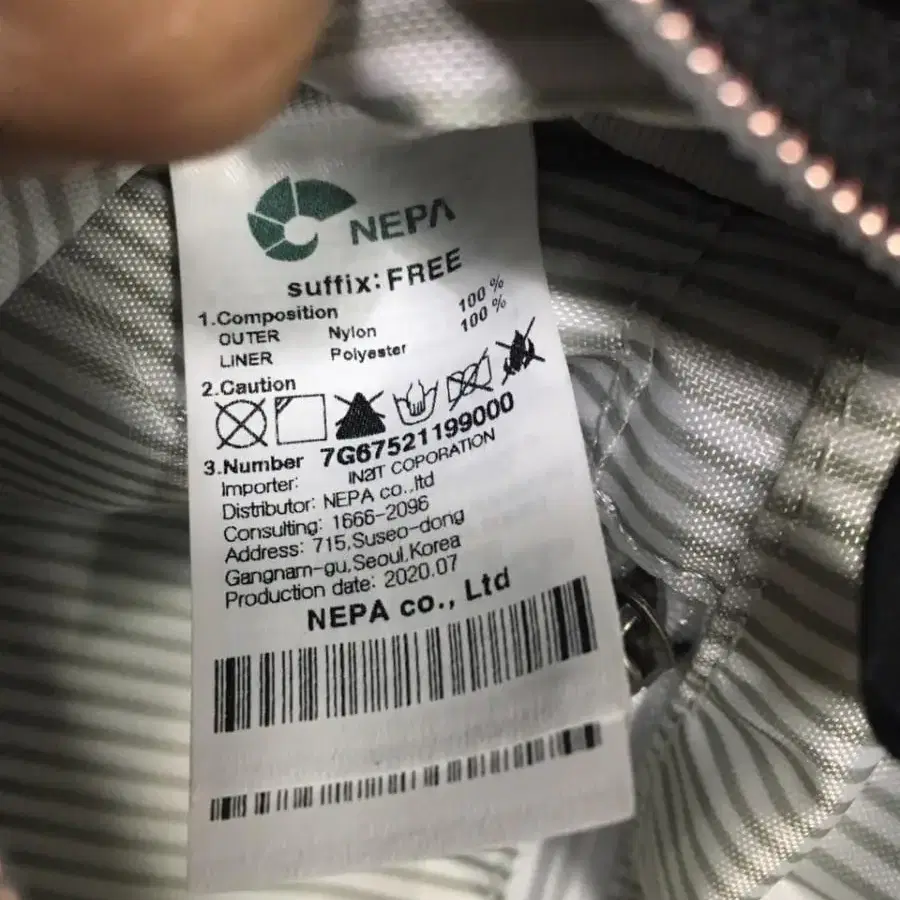 NEPA
suffix: FREE
1.Composition
OUTER Nylon 100 %
LINER Polyester 100 %
2.Caution
3.Number 7G67521199000
Importer: IN2IT COPORATION
Distributor: NEPA co.,ltd
Consulting: 1666-2096
Address: 715,Suseo-dong
Gangnam-gu,Seoul,Korea
Production date: 2020.07
NEPA co., Ltd